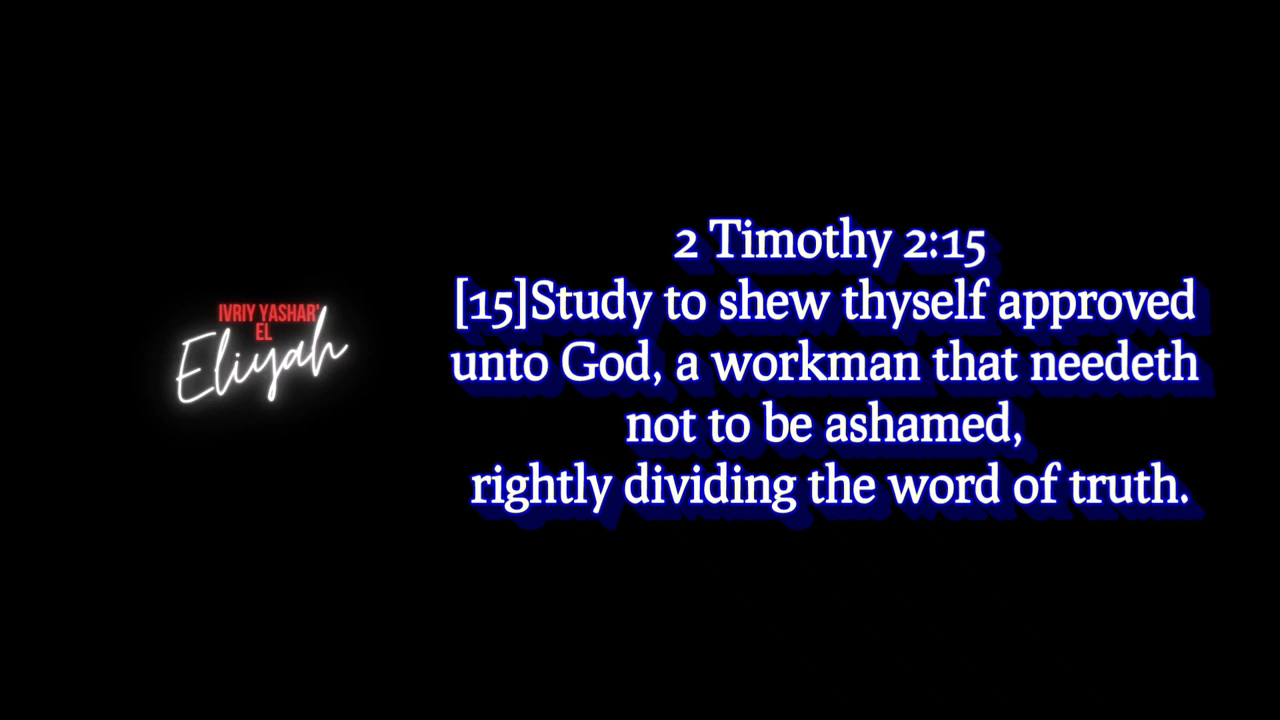 IVRIY YASHAR'
EL
Eliyah
2 Timothy 2:15
[15]Study to shew thyself approved
unto God, a workman that needeth
not to be ashamed,
rightly dividing the word of truth.